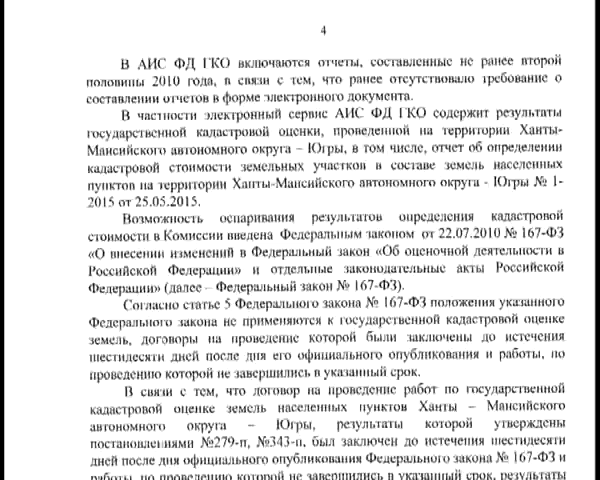 4
В АИС ФД ГКО включаются отчеты, составленные не ранее второй
половины 2010 года, в связи с тем, что ранее отсутствовало требование о
составлении отчетов в форме электронного документа.
В частности электронный сервис АИС ФД ГКО содержит результаты
государственной кадастровой оценки, проведенной на территории Ханты-
Мансийского автономного округа – Югры, в том числе, отчет об определении
кадастровой стоимости земельных участков в составе земель населенных
пунктов на территории Ханты-Мансийского автономного округа - Югры № 1-
2015 от 25.05.2015.
Возможность оспаривания результатов определения кадастровой
стоимости в Комиссии введена Федеральным законом от 22.07.2010 № 167-ФЗ
«О внесении изменений в Федеральный закон «Об оценочной деятельности в
Российской Федерации» и отдельные законодательные акты Российской
Федерации» (далее – Федеральный закон № 167-ФЗ).
Согласно статье 5 Федерального закона № 167-ФЗ положения указанного
Федерального закона не применяются к государственной кадастровой оценке
земель, договоры на проведение которой были заключены до истечения
шестидесяти дней после дня его официального опубликования и работы, по
проведению которой не завершились в указанный срок.
В связи с тем, что договор на проведение работ по государственной
кадастровой оценке земель населенных пунктов Ханты – Мансийского
автономного округа – Югры, результаты которой утверждены
постановлениями №279-п, №343-п, был заключен до истечения шестидесяти
дней после дня официального опубликования Федерального закона № 167-ФЗ и
работы, по проведению которой не завершились в указанный срок, результаты